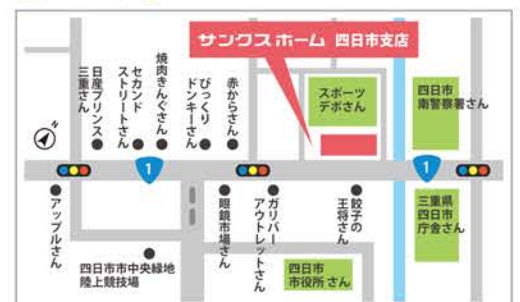 サンクスホーム 四日市支店
日産プリンス
三重さん
セカンド
ストリートさん
焼肉きんぐさん
びっくり
ドンキーさん
赤からさん
スポーツ
デポさん
四日市市
南警察署さん
N
1
1
アップルさん
四日市市中央緑地
陸上競技場
眼鏡市場さん
ガリバー
アウトレットさん
餃子の
王将さん
四日市
市役所さん
三重県
四日市
庁舎さん